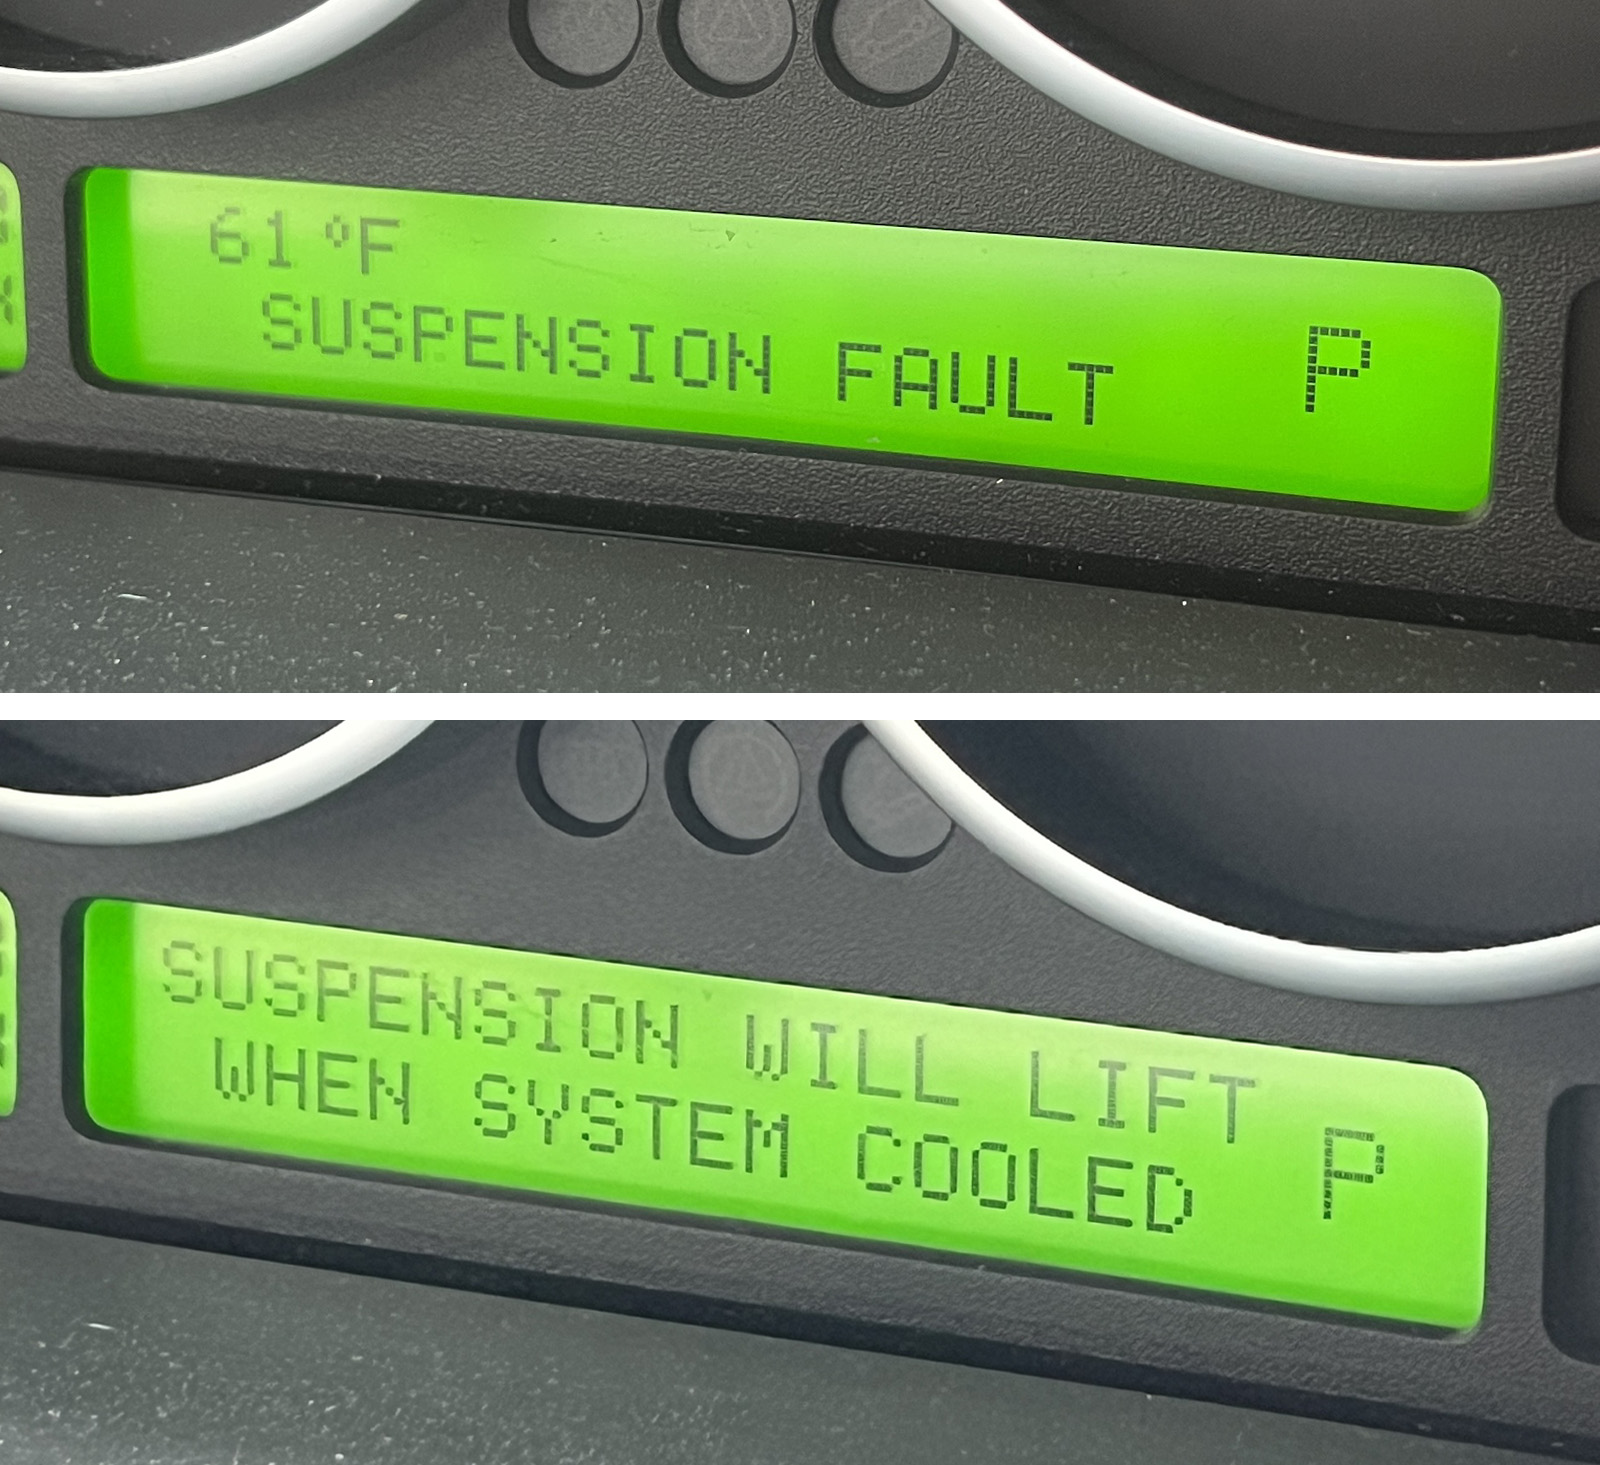 61°F
SUSPENSION FAULT P
SUSPENSION WILL LIFT
WHEN SYSTEM COOLED P